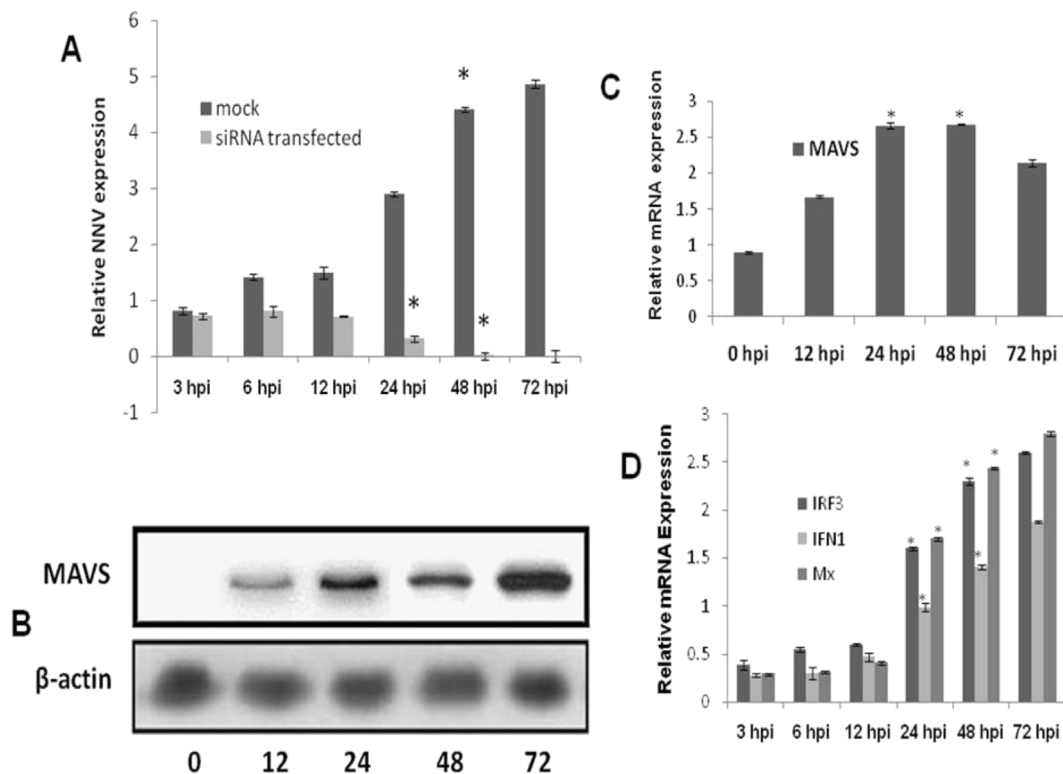 A
Relative NNV expression
6
5
4
3
2
1
0
-1
mock
siRNA transfected
*
*
*
3 hpi 6 hpi 12 hpi 24 hpi 48 hpi 72 hpi
C
Relative mRNA expression
3
2.5
2
1.5
1
0.5
0
MAVS
* *
0 hpi 12 hpi 24 hpi 48 hpi 72 hpi
B
MAVS
β-actin
0 12 24 48 72
D
Relative mRNA Expression
3
2.5
2
1.5
1
0.5
0
IRF3
IFN1
Mx
* * *
* * *
3 hpi 6 hpi 12 hpi 24 hpi 48 hpi 72 hpi